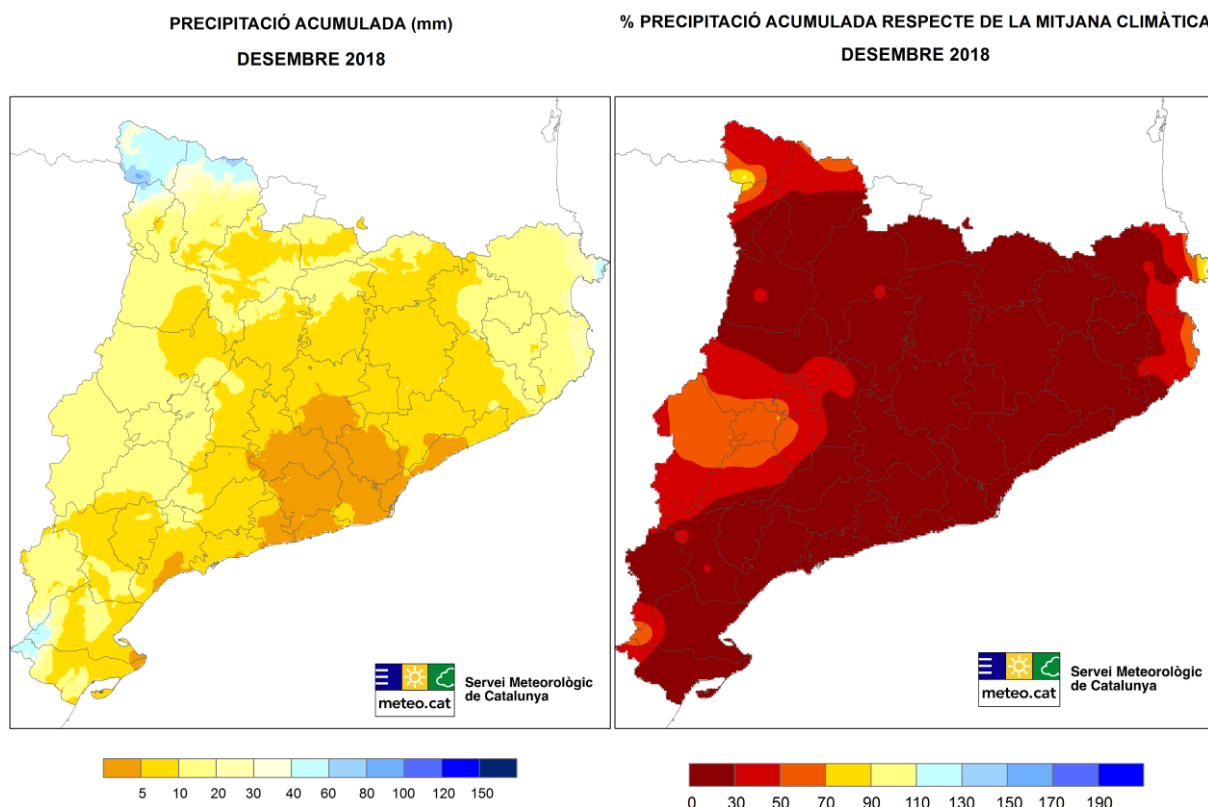 PRECIPITACIÓ ACUMULADA (mm)
DESEMBRE 2018
% PRECIPITACIÓ ACUMULADA RESPECTE DE LA MITJANA CLIMÀTICA
DESEMBRE 2018
meteo.cat
Servei Meteorològic
de Catalunya
meteo.cat
Servei Meteorològic
de Catalunya
5 10 20 30 40 60 80 100 120 150
0 30 50 70 90 110 130 150 170 190